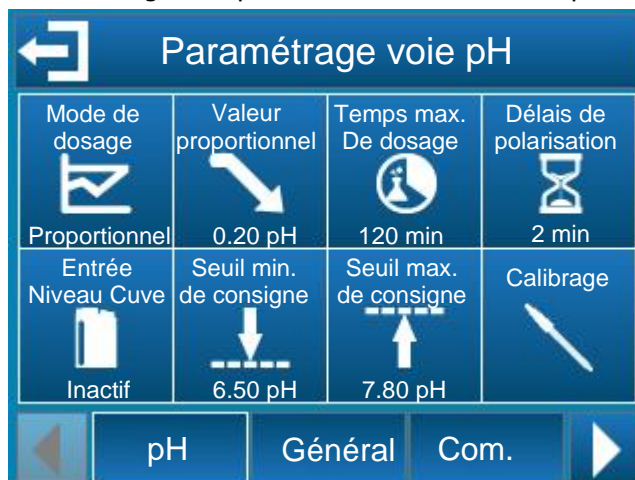 Paramétrage voie pH
Mode de
dosage
Proportionnel
Valeur
proportionnel
0.20 pH
Temps max.
De dosage
120 min
Délais de
polarisation
2 min
Entrée
Niveau Cuve
Inactif
Seuil min.
de consigne
6.50 pH
Seuil max.
de consigne
7.80 pH
Calibrage
pH
Général
Com.